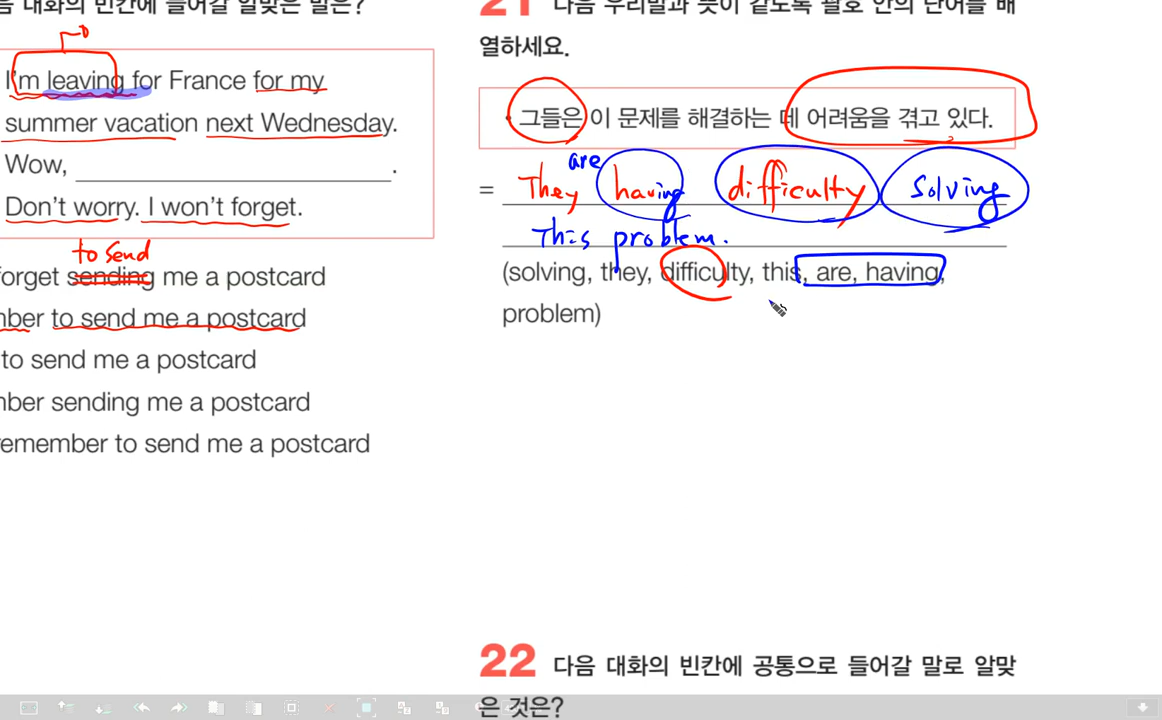 음 대화의 빈칸에 들어갈 알맞은 말은?
I'm leaving for France for my
summer vacation next Wednesday.
Wow, .
Don't worry. I won't forget.
to send
forget sending me a postcard
mber to send me a postcard
to send me a postcard
mber sending me a postcard
remember to send me a postcard
21 다음 우리말과 뜻이 같도록 괄호 안의 단어를 배
열하세요.
그들은 이 문제를 해결하는 데 어려움을 겪고 있다.
are
= They having difficulty solving
This problem.
(solving, they, difficulty, this, are, having,
problem)
22 다음 대화의 빈칸에 공통으로 들어갈 말로 알맞
은 것은?